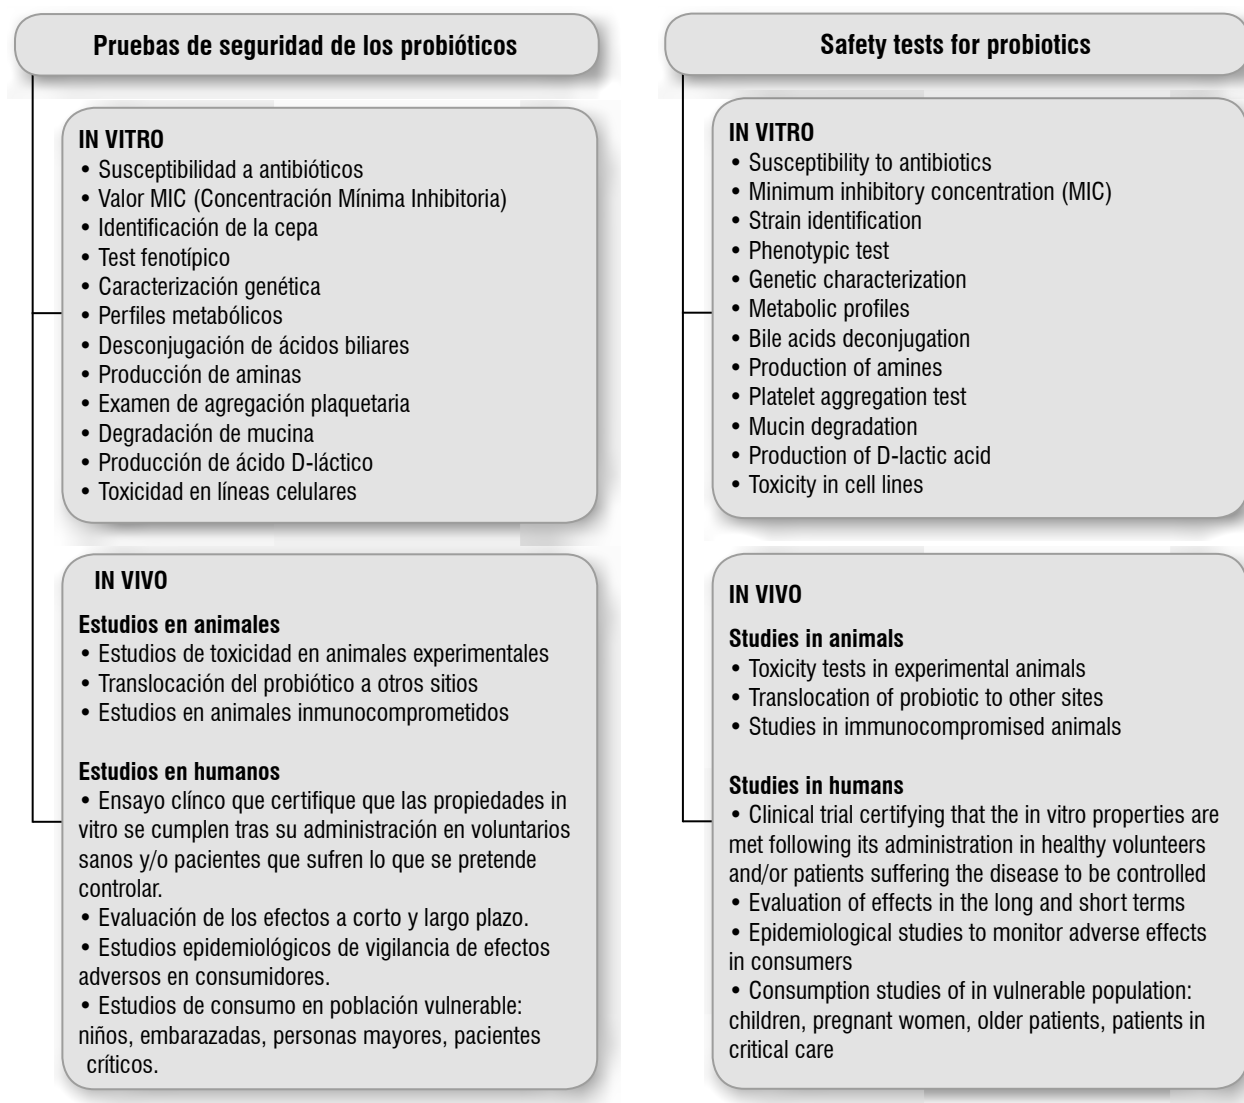 Pruebas de seguridad de los probióticos
IN VITRO
• Susceptibilidad a antibióticos
• Valor MIC (Concentración Mínima Inhibitoria)
• Identificación de la cepa
• Test fenotípico
• Caracterización genética
• Perfiles metabólicos
• Desconjugación de ácidos biliares
• Producción de aminas
• Examen de agregación plaquetaria
• Degradación de mucina
• Producción de ácido D-láctico
• Toxicidad en líneas celulares
IN VIVO
Estudios en animales
• Estudios de toxicidad en animales experimentales
• Translocación del probiótico a otros sitios
• Estudios en animales inmunocomprometidos
Estudios en humanos
• Ensayo clínco que certifique que las propiedades in
vitro se cumplen tras su administración en voluntarios
sanos y/o pacientes que sufren lo que se pretende
controlar.
• Evaluación de los efectos a corto y largo plazo.
• Estudios epidemiológicos de vigilancia de efectos
adversos en consumidores.
• Estudios de consumo en población vulnerable:
niños, embarazadas, personas mayores, pacientes
críticos.
Safety tests for probiotics
IN VITRO
• Susceptibility to antibiotics
• Minimum inhibitory concentration (MIC)
• Strain identification
• Phenotypic test
• Genetic characterization
• Metabolic profiles
• Bile acids deconjugation
• Production of amines
• Platelet aggregation test
• Mucin degradation
• Production of D-lactic acid
• Toxicity in cell lines
IN VIVO
Studies in animals
• Toxicity tests in experimental animals
• Translocation of probiotic to other sites
• Studies in immunocompromised animals
Studies in humans
• Clinical trial certifying that the in vitro properties are
met following its administration in healthy volunteers
and/or patients suffering the disease to be controlled
• Evaluation of effects in the long and short terms
• Epidemiological studies to monitor adverse effects
in consumers
• Consumption studies of in vulnerable population:
children, pregnant women, older patients, patients in
critical care